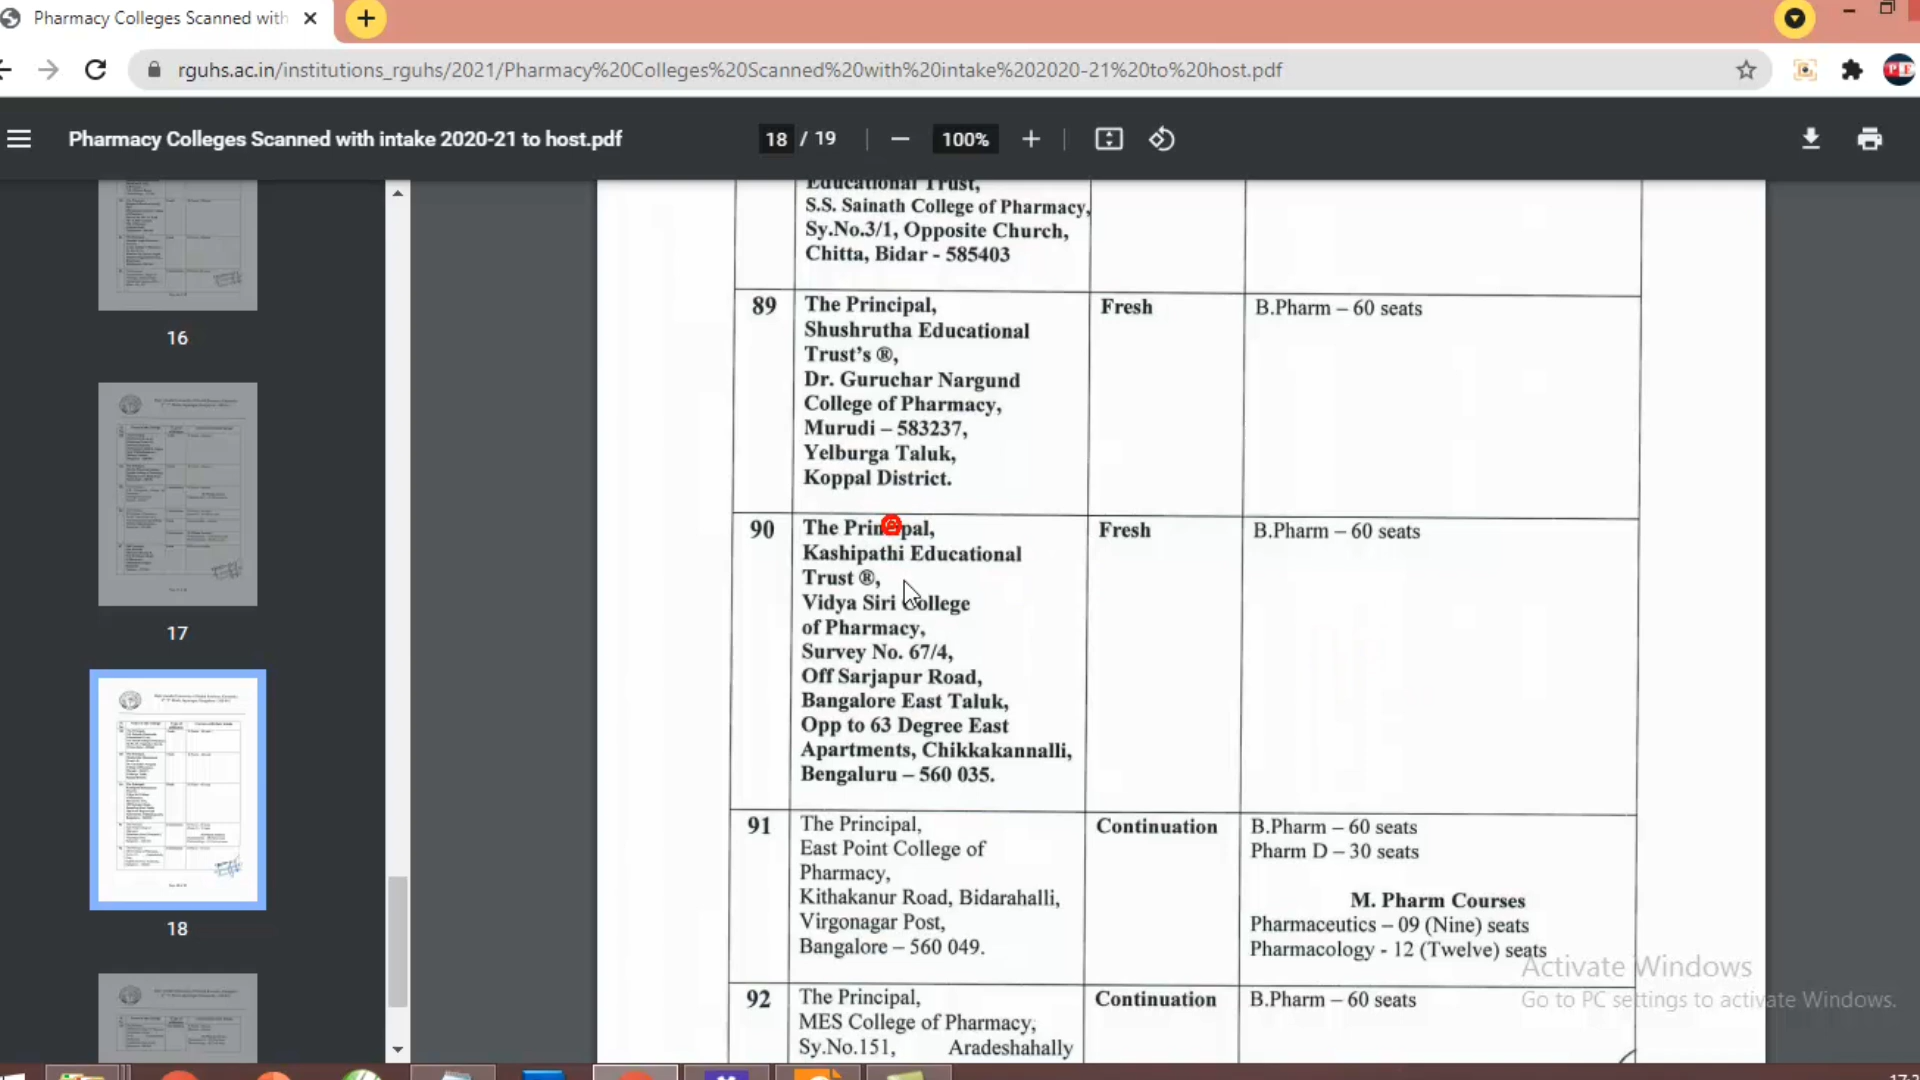 Pharmacy Colleges Scanned with
rguhs.ac.in/institutions_rguhs/2021/Pharmacy%20Colleges%20Scanned%20with%20intake%202020-21%20to%20host.pdf
Pharmacy Colleges Scanned with intake 2020-21 to host.pdf
18 / 19
100%
16
17
18
Educational Trust,
S.S. Sainath College of Pharmacy,
Sy.No.3/1, Opposite Church,
Chitta, Bidar - 585403
89
The Principal,
Shushrutha Educational
Trust's ®,
Dr. Guruchar Nargund
College of Pharmacy,
Murudi – 583237,
Yelburga Taluk,
Koppal District.
Fresh
B.Pharm – 60 seats
90
The Principal,
Kashipathi Educational
Trust ®,
Vidya Siri College
of Pharmacy,
Survey No. 67/4,
Off Sarjapur Road,
Bangalore East Taluk,
Opp to 63 Degree East
Apartments, Chikkakannalli,
Bengaluru – 560 035.
Fresh
B.Pharm – 60 seats
91
The Principal,
East Point College of
Pharmacy,
Kithakanur Road, Bidarahalli,
Virgonagar Post,
Bangalore – 560 049.
Continuation
B.Pharm – 60 seats
Pharm D – 30 seats
M. Pharm Courses
Pharmaceutics – 09 (Nine) seats
Pharmacology - 12 (Twelve) seats
92
The Principal,
MES College of Pharmacy,
Sy.No.151, Aradeshahally
Continuation
B.Pharm – 60 seats
Activate Windows
Go to PC settings to activate Windows.